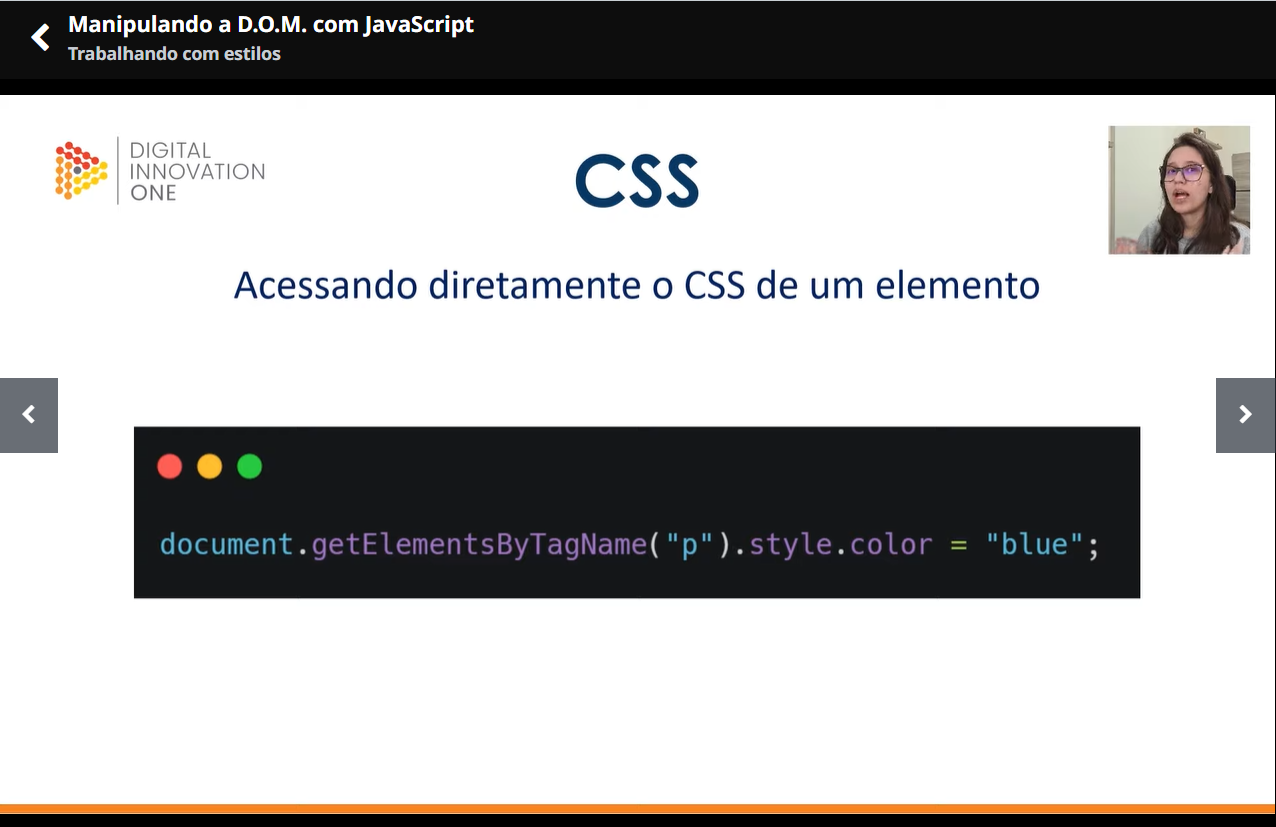 Manipulando a D.O.M. com JavaScript
Trabalhando com estilos
DIGITAL
INNOVATION
ONE
CSS
Acessando diretamente o CSS de um elemento
document.getElementsByTagName("p").style.color = "blue";